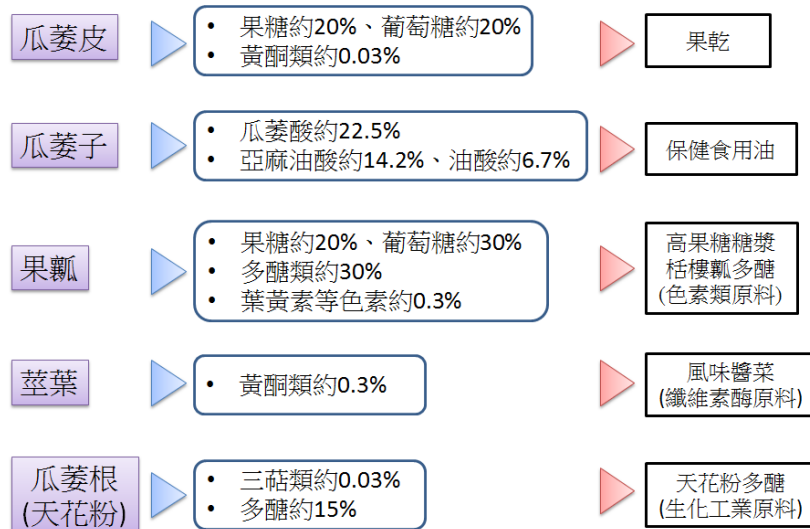 瓜蒌皮
• 果糖約20%、葡萄糖約20%
• 黃酮類約0.03%
果乾
瓜蒌子
• 瓜蒌酸約22.5%
• 亞麻油酸約14.2%、油酸約6.7%
保健食用油
果瓤
• 果糖約20%、葡萄糖約30%
• 多醣類約30%
• 葉黃素等色素約0.3%
高果糖糖漿
栝樓瓤多醣
(色素類原料)
莖葉
• 黃酮類約0.3%
風味醬菜
(纖維素酶原料)
瓜蒌根
(天花粉)
• 三萜類約0.03%
• 多醣約15%
天花粉多醣
(生化工業原料)